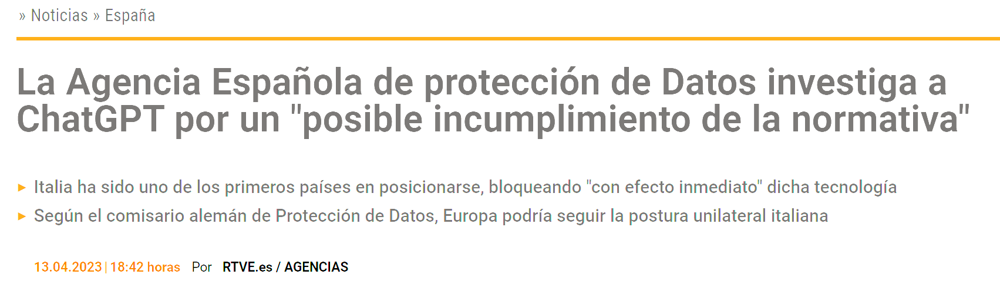 » Noticias » España
La Agencia Española de protección de Datos investiga a
ChatGPT por un "posible incumplimiento de la normativa"
▸ Italia ha sido uno de los primeros países en posicionarse, bloqueando "con efecto inmediato" dicha tecnología
▸ Según el comisario alemán de Protección de Datos, Europa podría seguir la postura unilateral italiana
13.04.2023 | 18:42 horas Por RTVE.es / AGENCIAS